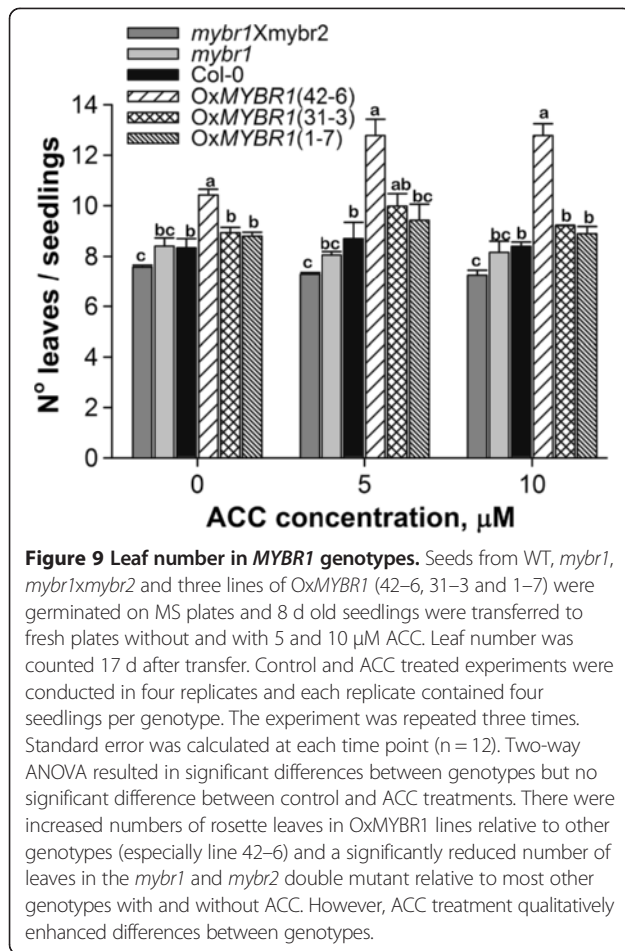 mybr1Xmybr2
mybr1
Col-0
OxMYBR1(42-6)
OxMYBR1(31-3)
OxMYBR1(1-7)
14
12
10
8
6
4
2
0
N° leaves / seedlings
c bc b a b b
c bc b a ab bc
c bc b a b b
0 5 10
ACC concentration, µM
Figure 9 Leaf number in MYBR1 genotypes. Seeds from WT, mybr1,
mybr1xmybr2 and three lines of OxMYBR1 (42–6, 31–3 and 1–7) were
germinated on MS plates and 8 d old seedlings were transferred to
fresh plates without and with 5 and 10 µM ACC. Leaf number was
counted 17 d after transfer. Control and ACC treated experiments were
conducted in four replicates and each replicate contained four
seedlings per genotype. The experiment was repeated three times.
Standard error was calculated at each time point (n = 12). Two-way
ANOVA resulted in significant differences between genotypes but no
significant difference between control and ACC treatments. There were
increased numbers of rosette leaves in OxMYBR1 lines relative to other
genotypes (especially line 42–6) and a significantly reduced number of
leaves in the mybr1 and mybr2 double mutant relative to most other
genotypes with and without ACC. However, ACC treatment qualitatively
enhanced differences between genotypes.